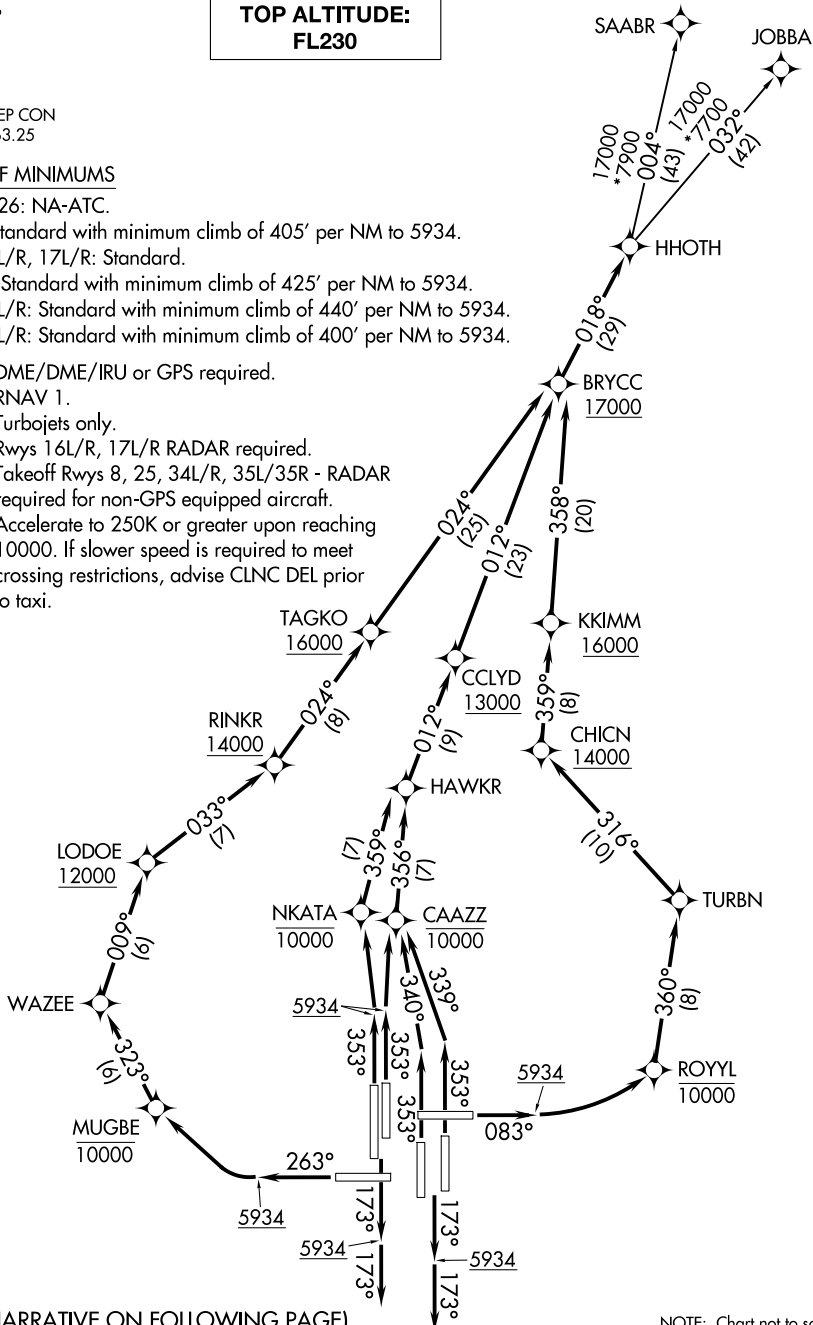 TOP ALTITUDE:
FL230
SAABR
JOBBA
EP CON
3.25
17000
*7900
004°
(43)
17000
*7700
032°
(42)
F MINIMUMS
26: NA-ATC.
tandard with minimum climb of 405' per NM to 5934.
L/R, 17L/R: Standard.
Standard with minimum climb of 425' per NM to 5934.
L/R: Standard with minimum climb of 440' per NM to 5934.
L/R: Standard with minimum climb of 400' per NM to 5934.
HHOTH
018°
(29)
DME/DME/IRU or GPS required.
RNAV 1.
Turbojets only.
Rwys 16L/R, 17L/R RADAR required.
Takeoff Rwys 8, 25, 34L/R, 35L/35R - RADAR
required for non-GPS equipped aircraft.
Accelerate to 250K or greater upon reaching
10000. If slower speed is required to meet
crossing restrictions, advise CLNC DEL prior
o taxi.
BRYCC
17000
024°
(25)
012°
(23)
358°
(20)
TAGKO
16000
KKIMM
16000
CCLYD
13000
024°
(8)
012°
(9)
359°
(8)
RINKR
14000
CHICN
14000
HAWKR
033°
(7)
(7)
359°
356°
(7)
316°
(10)
LODOE
12000
NKATA
10000
CAAZZ
10000
TURBN
009°
(6)
340°
339°
360°
(8)
WAZEE
5934
353°
353°
353°
353°
323°
(6)
5934
ROYYL
10000
083°
MUGBE
10000
263°
5934
173°
173°
5934
5934
173°
173°
NARRATIVE ON FOLLOWING PAGE)
NOTE: Chart not to sc